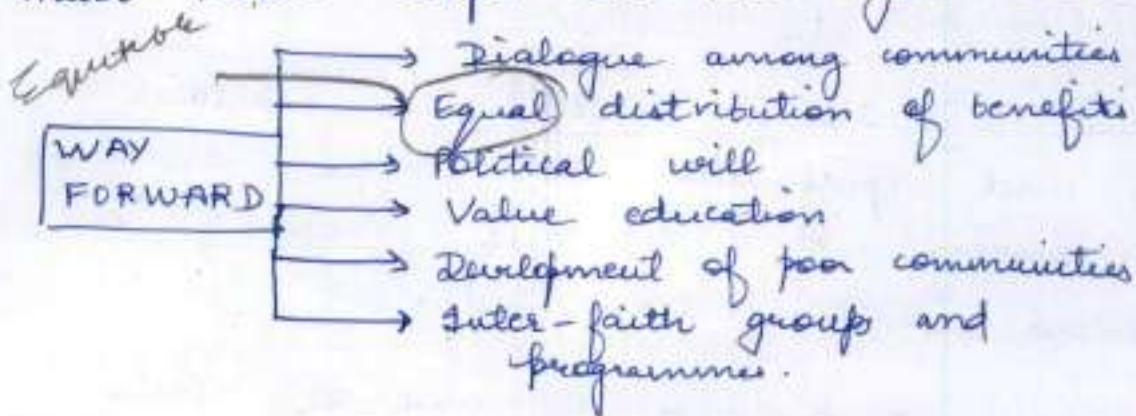 Equitable
Dialogue among communities
Equal distribution of benefits
WAY
FORWARD
Political will
Value education
Development of poor communities
Inter-faith groups and
programmes.